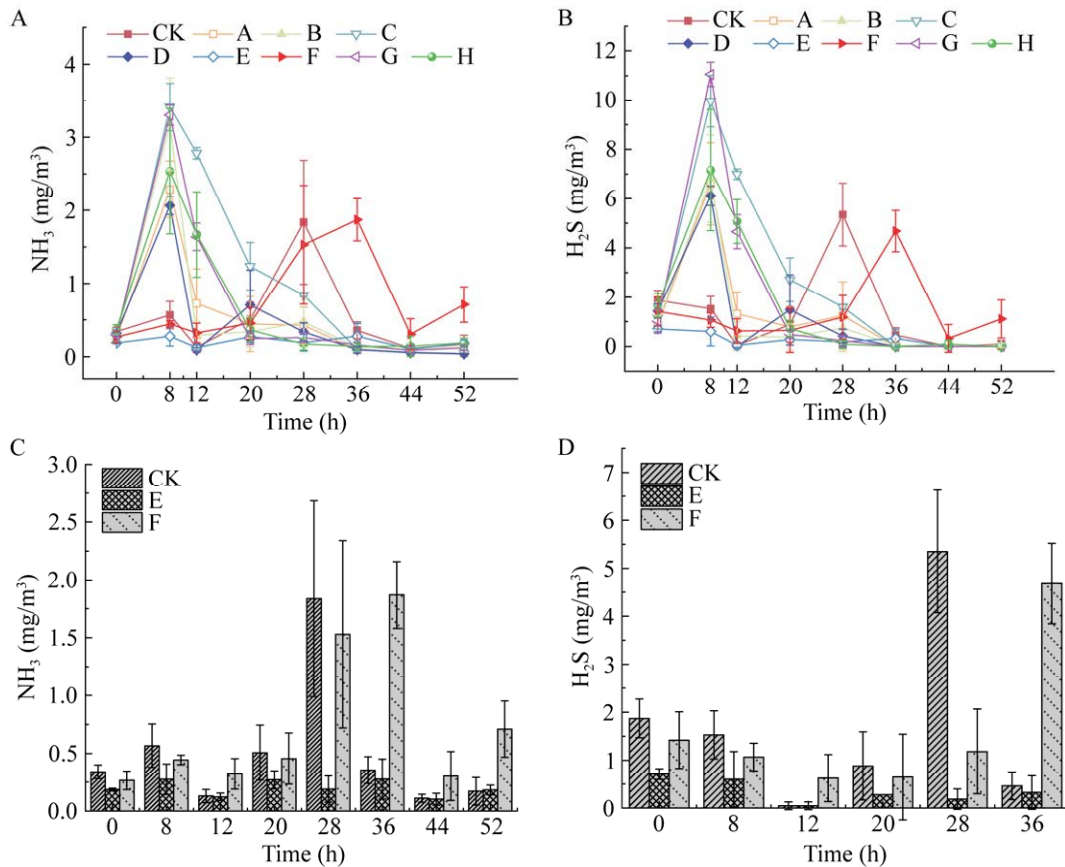 A
CK A B C
D E F G H
4
3
2
1
0
NH₃ (mg/m³)
0 8 12 20 28 36 44 52
Time (h)
B
CK A B C
D E F G H
12
10
8
6
4
2
0
H₂S (mg/m³)
0 8 12 20 28 36 44 52
Time (h)
C
CK
E
F
3.0
2.5
2.0
1.5
1.0
0.5
0.0
NH₃ (mg/m³)
0 8 12 20 28 36 44 52
Time (h)
D
CK
E
F
7
6
5
4
3
2
1
0
H₂S (mg/m³)
0 8 12 20 28 36
Time (h)